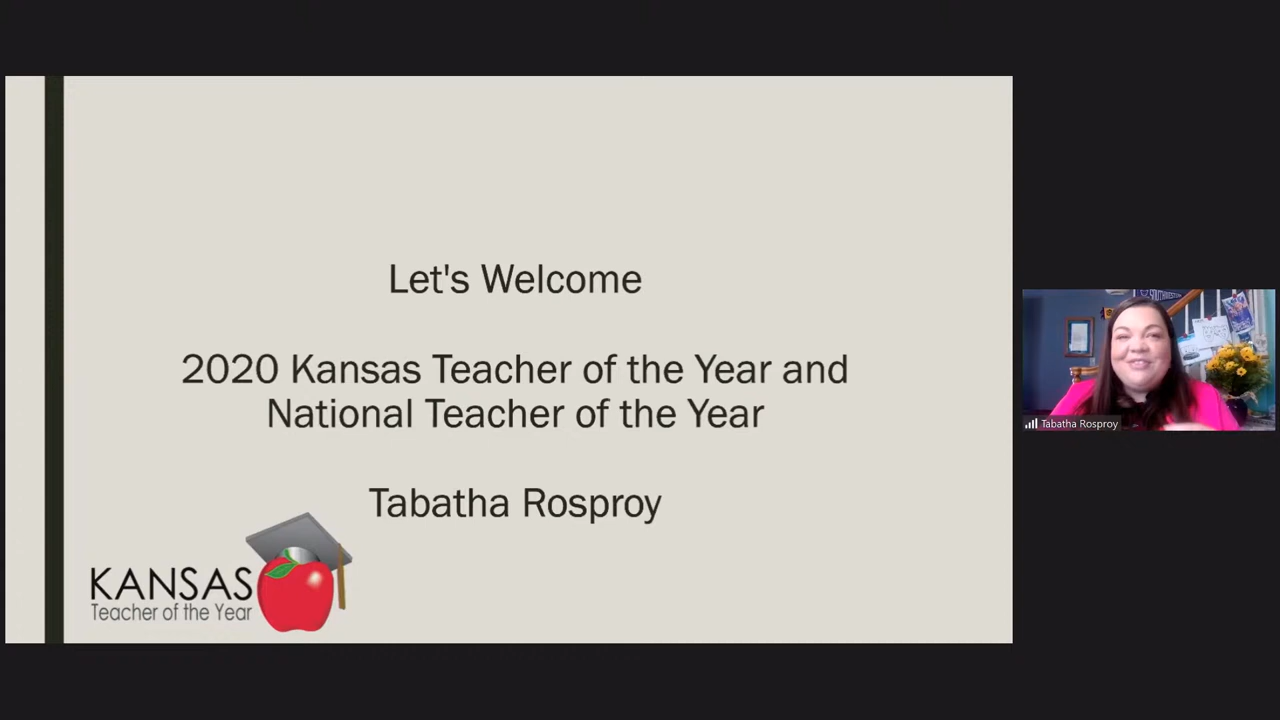 Let's Welcome
2020 Kansas Teacher of the Year and
National Teacher of the Year
Tabatha Rosproy
KANSAS
Teacher of the Year
Tabatha Rosproy